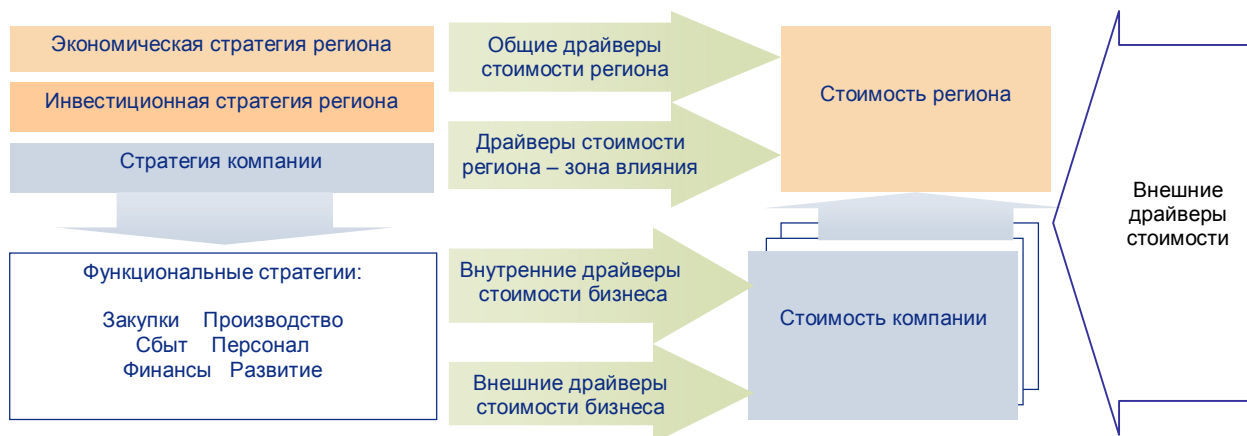 Экономическая стратегия региона
Инвестиционная стратегия региона
Стратегия компании
Функциональные стратегии:
Закупки Производство
Сбыт Персонал
Финансы Развитие
Общие драйверы
стоимости региона
Драйверы стоимости
региона – зона влияния
Внутренние драйверы
стоимости бизнеса
Внешние драйверы
стоимости бизнеса
Стоимость региона
Стоимость компании
Внешние
драйверы
стоимости